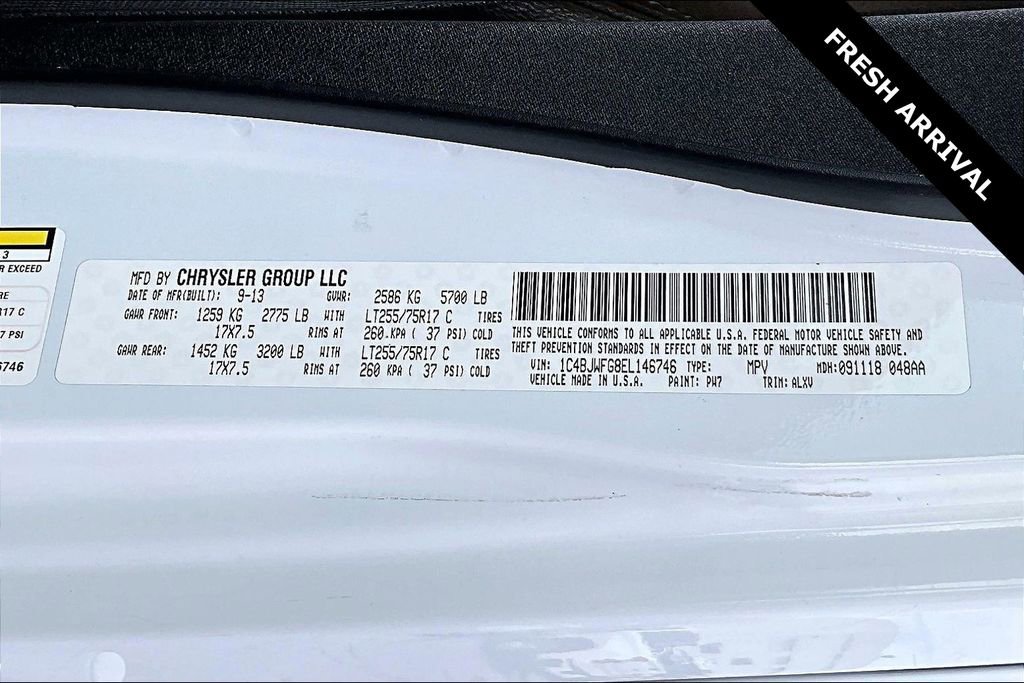 FRESH ARRIVAL
3
R EXCEED
RE
R17 C
7 PSI
6746
MFD BY CHRYSLER GROUP LLC
DATE OF MFR(BUILT): 9-13 GVWR: 2586 KG 5700 LB
GAWR FRONT: 1259 KG 2775 LB WITH LT255/75R17 C TIRES
17X7.5 RIMS AT 260 KPA ( 37 PSI) COLD
GAWR REAR: 1452 KG 3200 LB WITH LT255/75R17 C TIRES
17X7.5 RIMS AT 260 KPA ( 37 PSI) COLD
THIS VEHICLE CONFORMS TO ALL APPLICABLE U.S.A. FEDERAL MOTOR VEHICLE SAFETY AND
THEFT PREVENTION STANDARDS IN EFFECT ON THE DATE OF MANUFACTURE SHOWN ABOVE.
VIN: 1C4BJWFG8EL146746 TYPE: MPV MDH: 091118 048AA
VEHICLE MADE IN U.S.A. PAINT: PW7 TRIM: ALXV